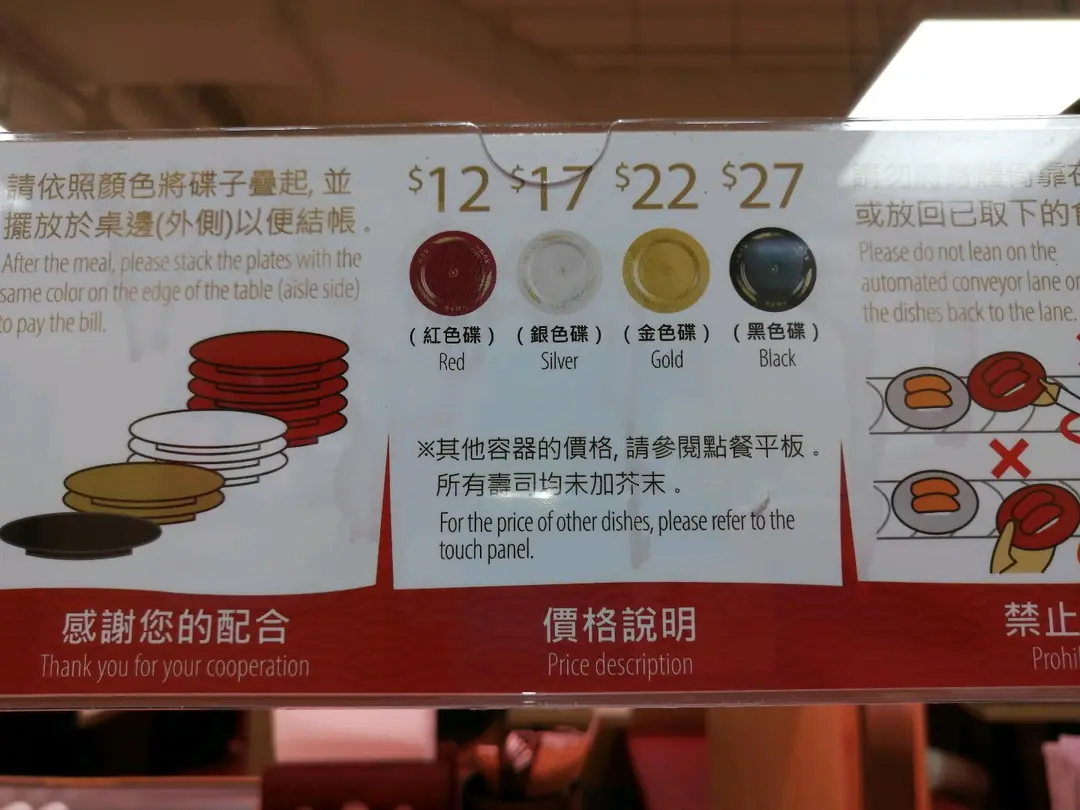 請依照顏色將碟子疊起, 並
擺放於桌邊(外側)以便結帳。
After the meal, please stack the plates with the
same color on the edge of the table (aisle side)
to pay the bill.
感謝您的配合
Thank you for your cooperation
$12 $17 $22 $27
(紅色碟) (銀色碟) (金色碟) (黑色碟)
Red Silver Gold Black
※其他容器的價格, 請參閱點餐平板。
所有壽司均未加芥末。
For the price of other dishes, please refer to the
touch panel.
價格說明
Price description
請勿
或放回已取下的
Please do not lean on the
automated conveyor lane or
the dishes back to the lane.
禁止